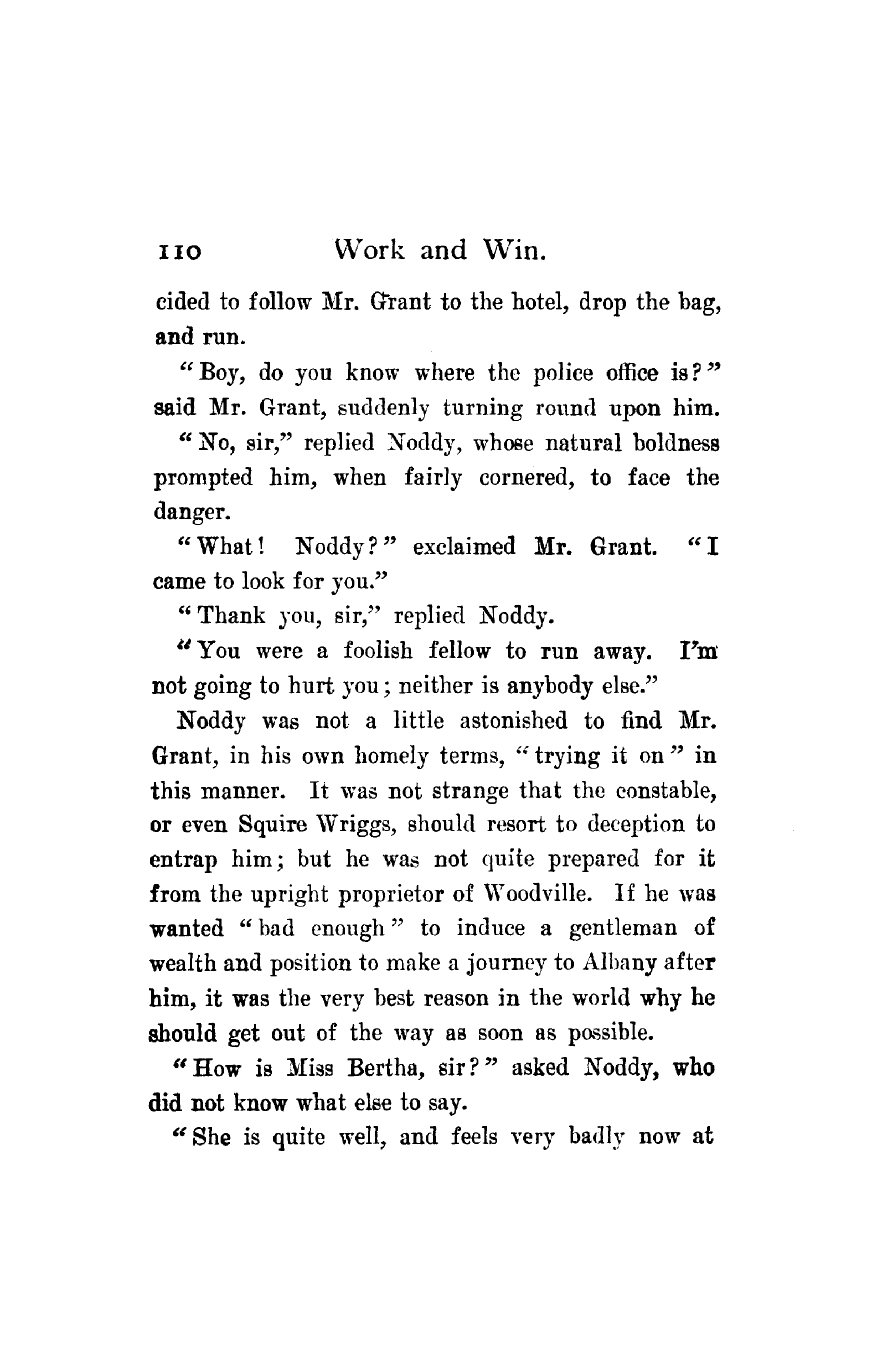 110 Work and Win.
cided to follow Mr. Grant to the hotel, drop the bag,
and run.
"Boy, do you know where the police office is?"
said Mr. Grant, suddenly turning round upon him.
"No, sir," replied Noddy, whose natural boldness
prompted him, when fairly cornered, to face the
danger.
"What! Noddy?" exclaimed Mr. Grant. "I
came to look for you."
"Thank you, sir," replied Noddy.
"You were a foolish fellow to run away. I'm
not going to hurt you; neither is anybody else."
Noddy was not a little astonished to find Mr.
Grant, in his own homely terms, "trying it on" in
this manner. It was not strange that the constable,
or even Squire Wriggs, should resort to deception to
entrap him; but he was not quite prepared for it
from the upright proprietor of Woodville. If he was
wanted "bad enough" to induce a gentleman of
wealth and position to make a journey to Albany after
him, it was the very best reason in the world why he
should get out of the way as soon as possible.
"How is Miss Bertha, sir?" asked Noddy, who
did not know what else to say.
"She is quite well, and feels very badly now at